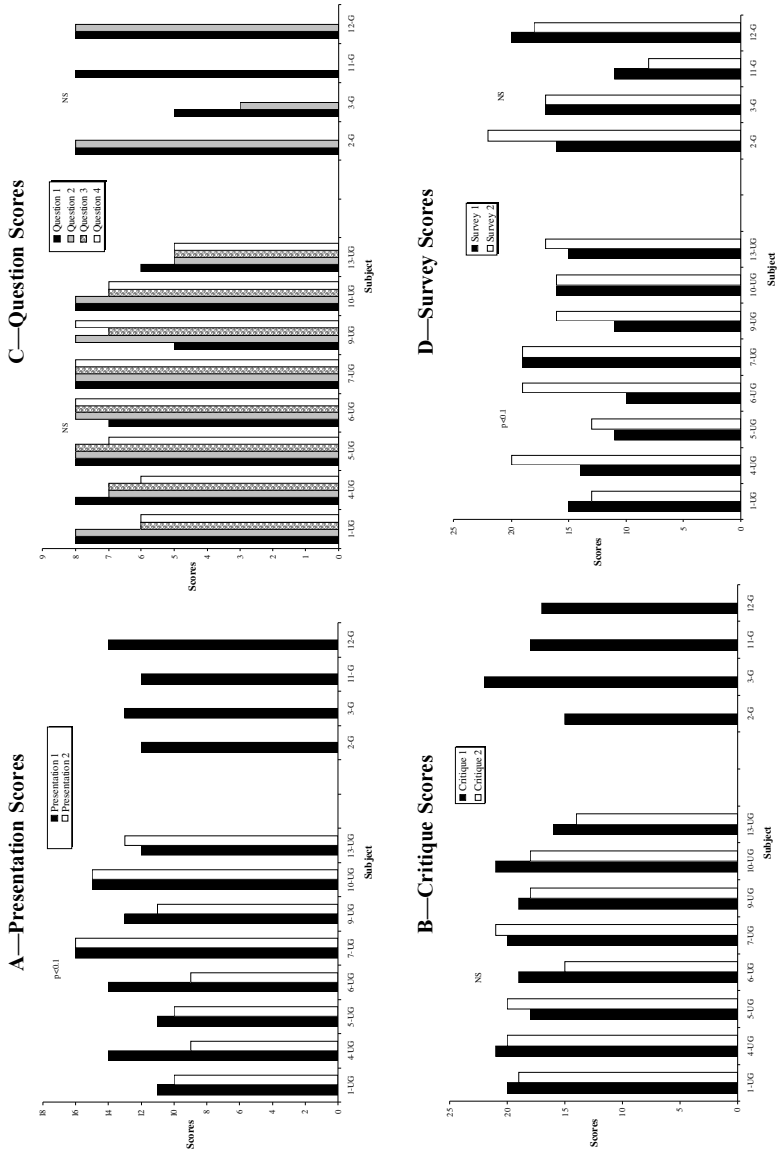 A—Presentation Scores
Presentation 1
Presentation 2
p<0.1
Scores
18
16
14
12
10
8
6
4
2
0
1-UG
4-UG
5-UG
6-UG
7-UG
9-UG
10-UG
13-UG
2-G
3-G
11-G
12-G
Subject
C—Question Scores
Question 1
Question 2
Question 3
Question 4
NS
NS
Scores
9
8
7
6
5
4
3
2
1
0
1-UG
4-UG
5-UG
6-UG
7-UG
9-UG
10-UG
13-UG
2-G
3-G
11-G
12-G
Subject
B—Critique Scores
Critique 1
Critique 2
NS
Scores
25
20
15
10
5
0
1-UG
4-UG
5-UG
6-UG
7-UG
9-UG
10-UG
13-UG
2-G
3-G
11-G
12-G
Subject
D—Survey Scores
Survey 1
Survey 2
p<0.1
NS
Scores
25
20
15
10
5
0
1-UG
4-UG
5-UG
6-UG
7-UG
9-UG
10-UG
13-UG
2-G
3-G
11-G
12-G
Subject